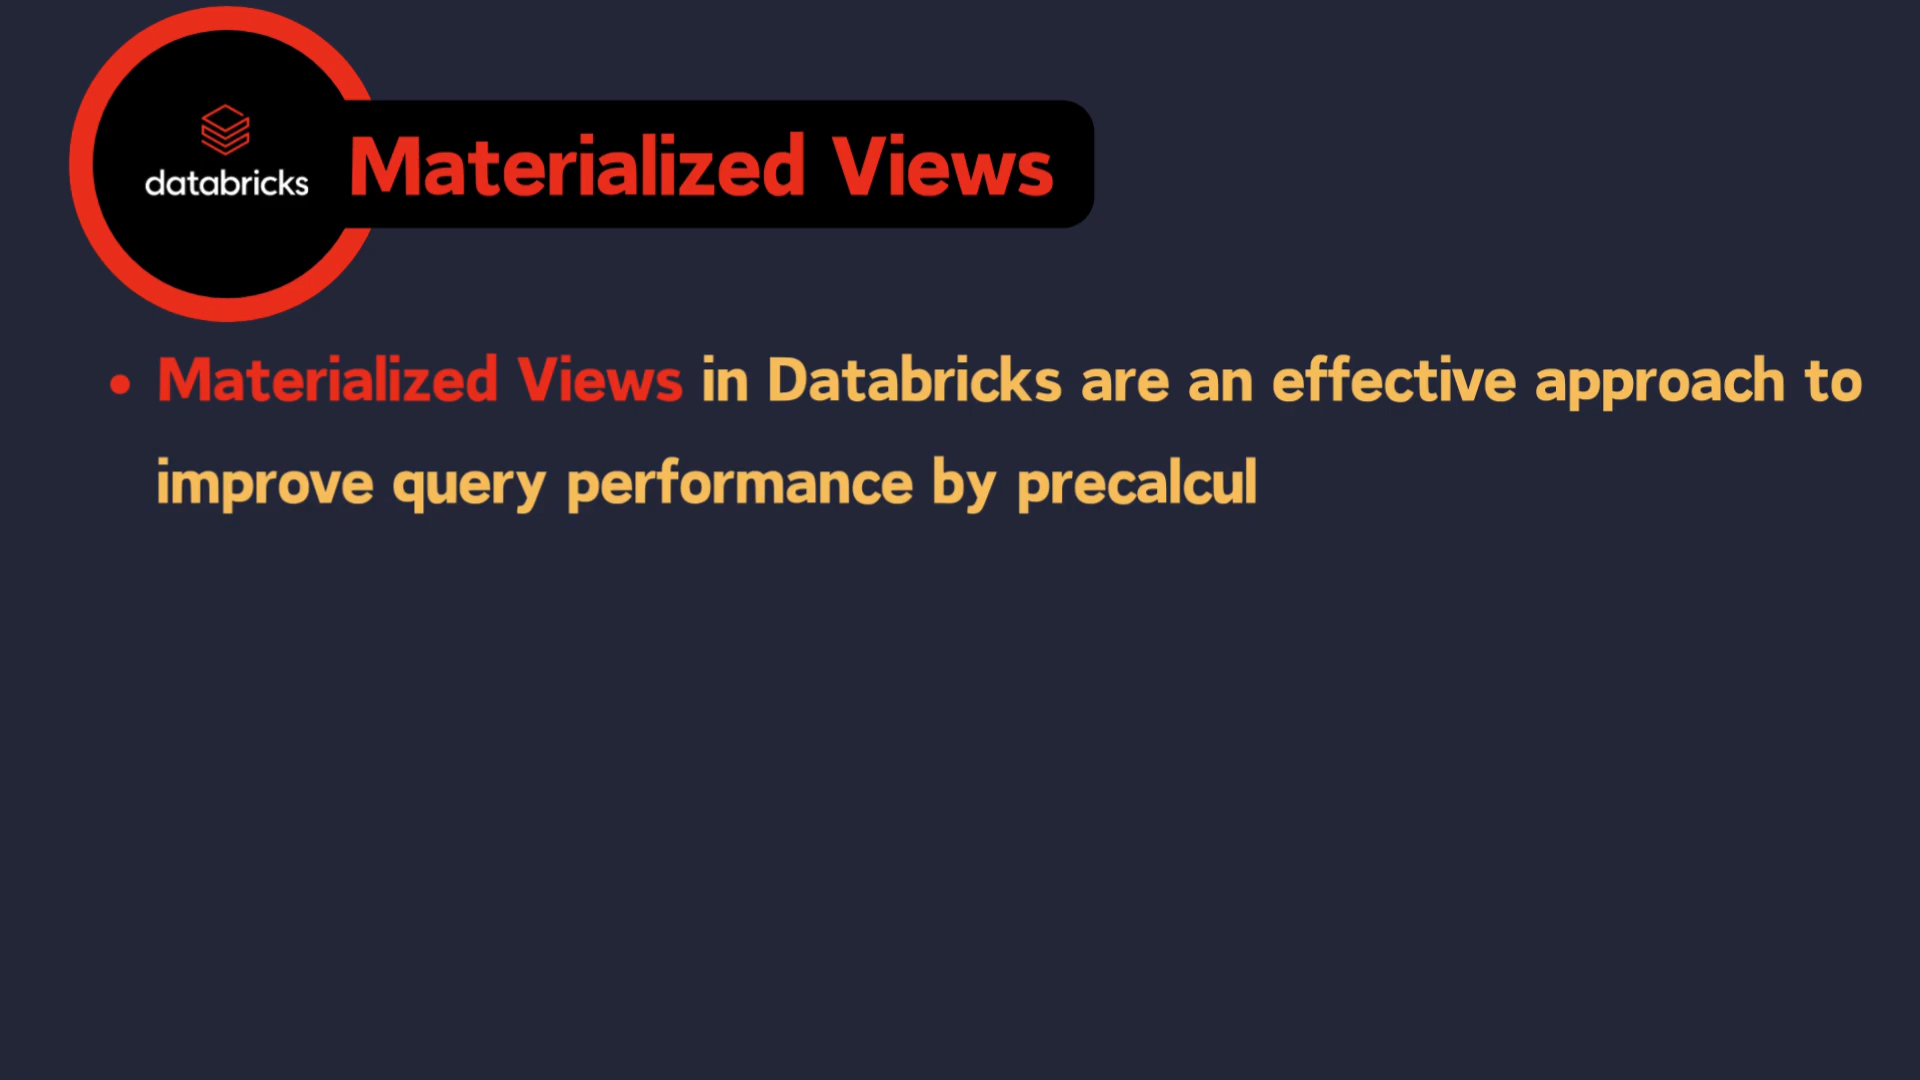 databricks
Materialized Views
• Materialized Views in Databricks are an effective approach to
improve query performance by precalcul